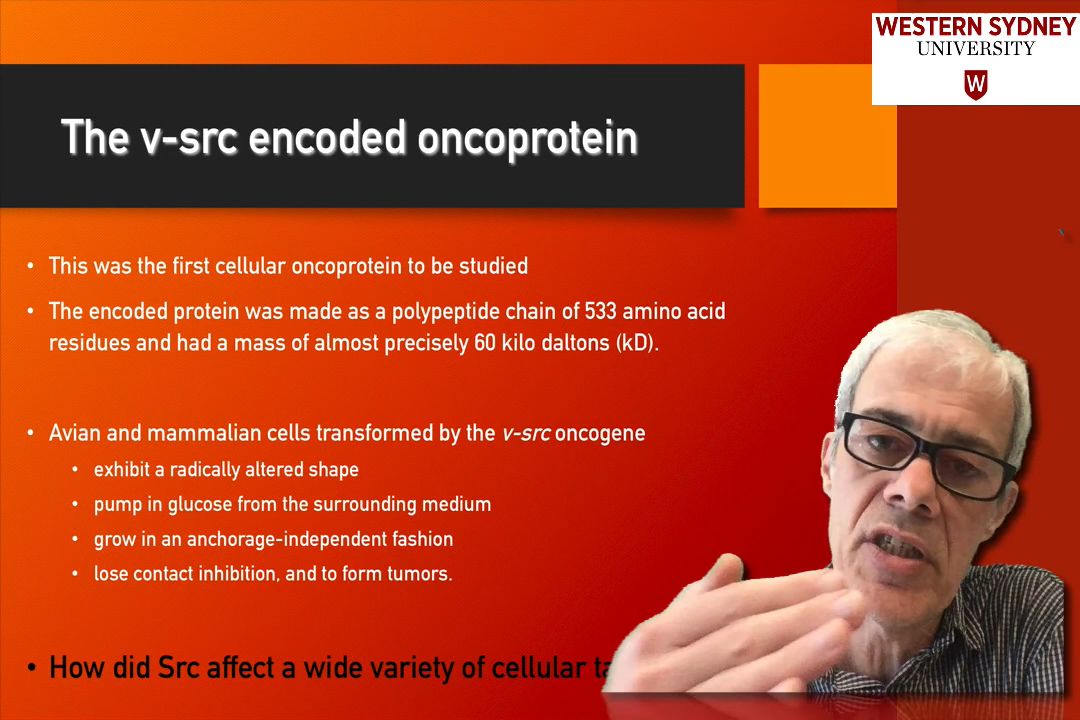 WESTERN SYDNEY
UNIVERSITY
W
The v-src encoded oncoprotein
• This was the first cellular oncoprotein to be studied
• The encoded protein was made as a polypeptide chain of 533 amino acid
residues and had a mass of almost precisely 60 kilo daltons (kD).
• Avian and mammalian cells transformed by the v-src oncogene
• exhibit a radically altered shape
• pump in glucose from the surrounding medium
• grow in an anchorage-independent fashion
• lose contact inhibition, and to form tumors.
• How did Src affect a wide variety of cellular